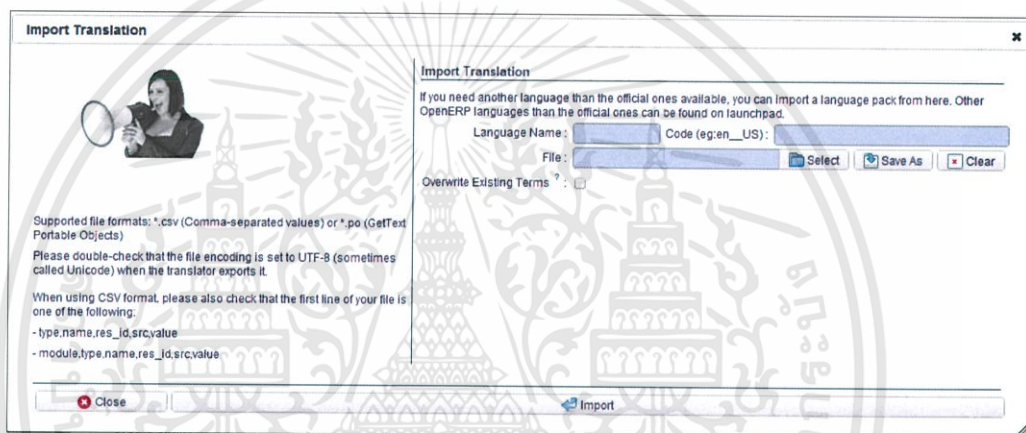 Import Translation
Import Translation
If you need another language than the official ones available, you can import a language pack from here. Other
OpenERP languages than the official ones can be found on launchpad.
Language Name : Code (eg:en__US) :
File : Select Save As Clear
Overwrite Existing Terms ? :
Supported file formats: *.csv (Comma-separated values) or *.po (GetText
Portable Objects)
Please double-check that the file encoding is set to UTF-8 (sometimes
called Unicode) when the translator exports it.
When using CSV format, please also check that the first line of your file is
one of the following:
- type,name,res_id,src,value
- module,type,name,res_id,src,value
Close Import